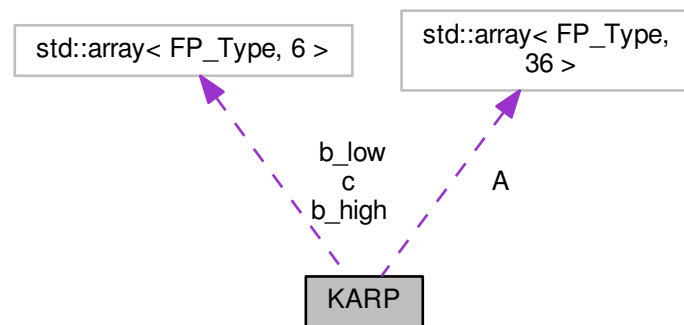 std::array< FP_Type, 6 >
std::array< FP_Type,
36 >
b_low
c
b_high
A
KARP